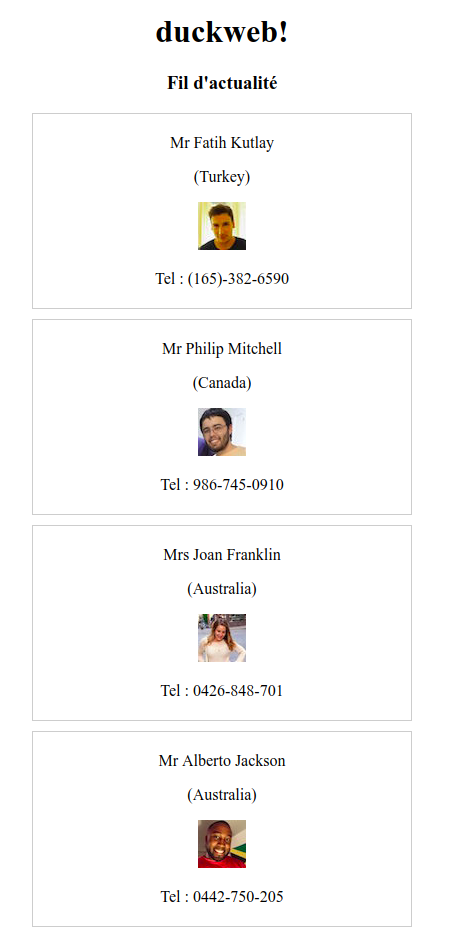 duckweb!
Fil d'actualité
Mr Fatih Kutlay
(Turkey)
Tel : (165)-382-6590
Mr Philip Mitchell
(Canada)
Tel : 986-745-0910
Mrs Joan Franklin
(Australia)
Tel : 0426-848-701
Mr Alberto Jackson
(Australia)
Tel : 0442-750-205